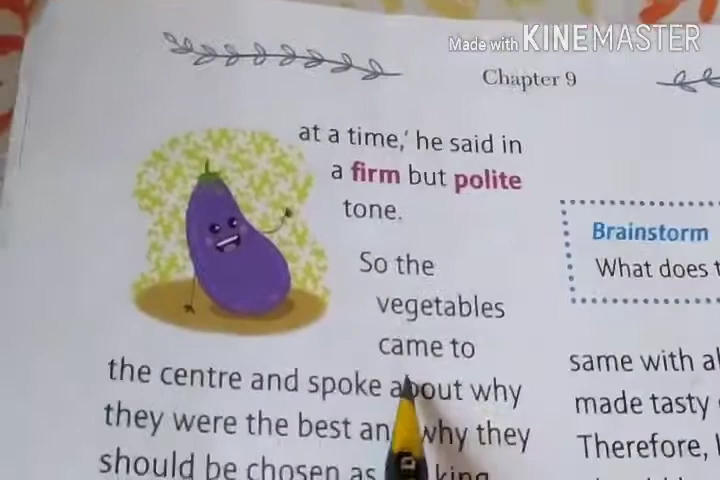 Made with KINEMASTER
Chapter 9
at a time,' he said in
a firm but polite
tone.
So the
vegetables
came to
the centre and spoke about why
they were the best an why they
should be chosen as king
Brainstorm
What does
same with
made tasty
Therefore,